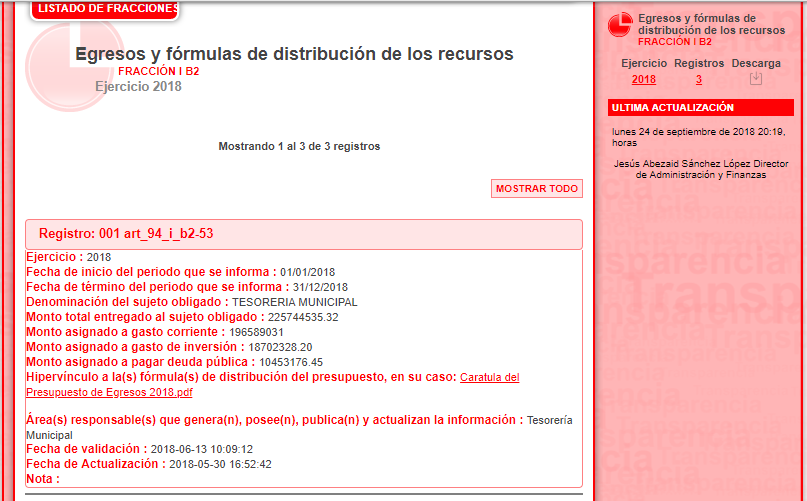 LISTADO DE FRACCIONES
Egresos y fórmulas de distribución de los recursos
FRACCIÓN I B2
Ejercicio 2018
Mostrando 1 al 3 de 3 registros
MOSTRAR TODO
Registro: 001 art_94_i_b2-53
Ejercicio : 2018
Fecha de inicio del periodo que se informa : 01/01/2018
Fecha de término del periodo que se informa : 31/12/2018
Denominación del sujeto obligado : TESORERIA MUNICIPAL
Monto total entregado al sujeto obligado : 225744535.32
Monto asignado a gasto corriente : 196589031
Monto asignado a gasto de inversión : 18702328.20
Monto asignado a pagar deuda pública : 10453176.45
Hipervínculo a la(s) fórmula(s) de distribución del presupuesto, en su caso: Caratula del
Presupuesto de Egresos 2018.pdf
Área(s) responsable(s) que genera(n), posee(n), publica(n) y actualizan la información : Tesorería
Municipal
Fecha de validación : 2018-06-13 10:09:12
Fecha de Actualización : 2018-05-30 16:52:42
Nota :
Egresos y fórmulas de
distribución de los recursos
FRACCIÓN I B2
Ejercicio Registros Descarga
2018 3
ULTIMA ACTUALIZACIÓN
lunes 24 de septiembre de 2018 20:19,
horas
Jesús Abezaid Sánchez López Director
de Administración y Finanzas